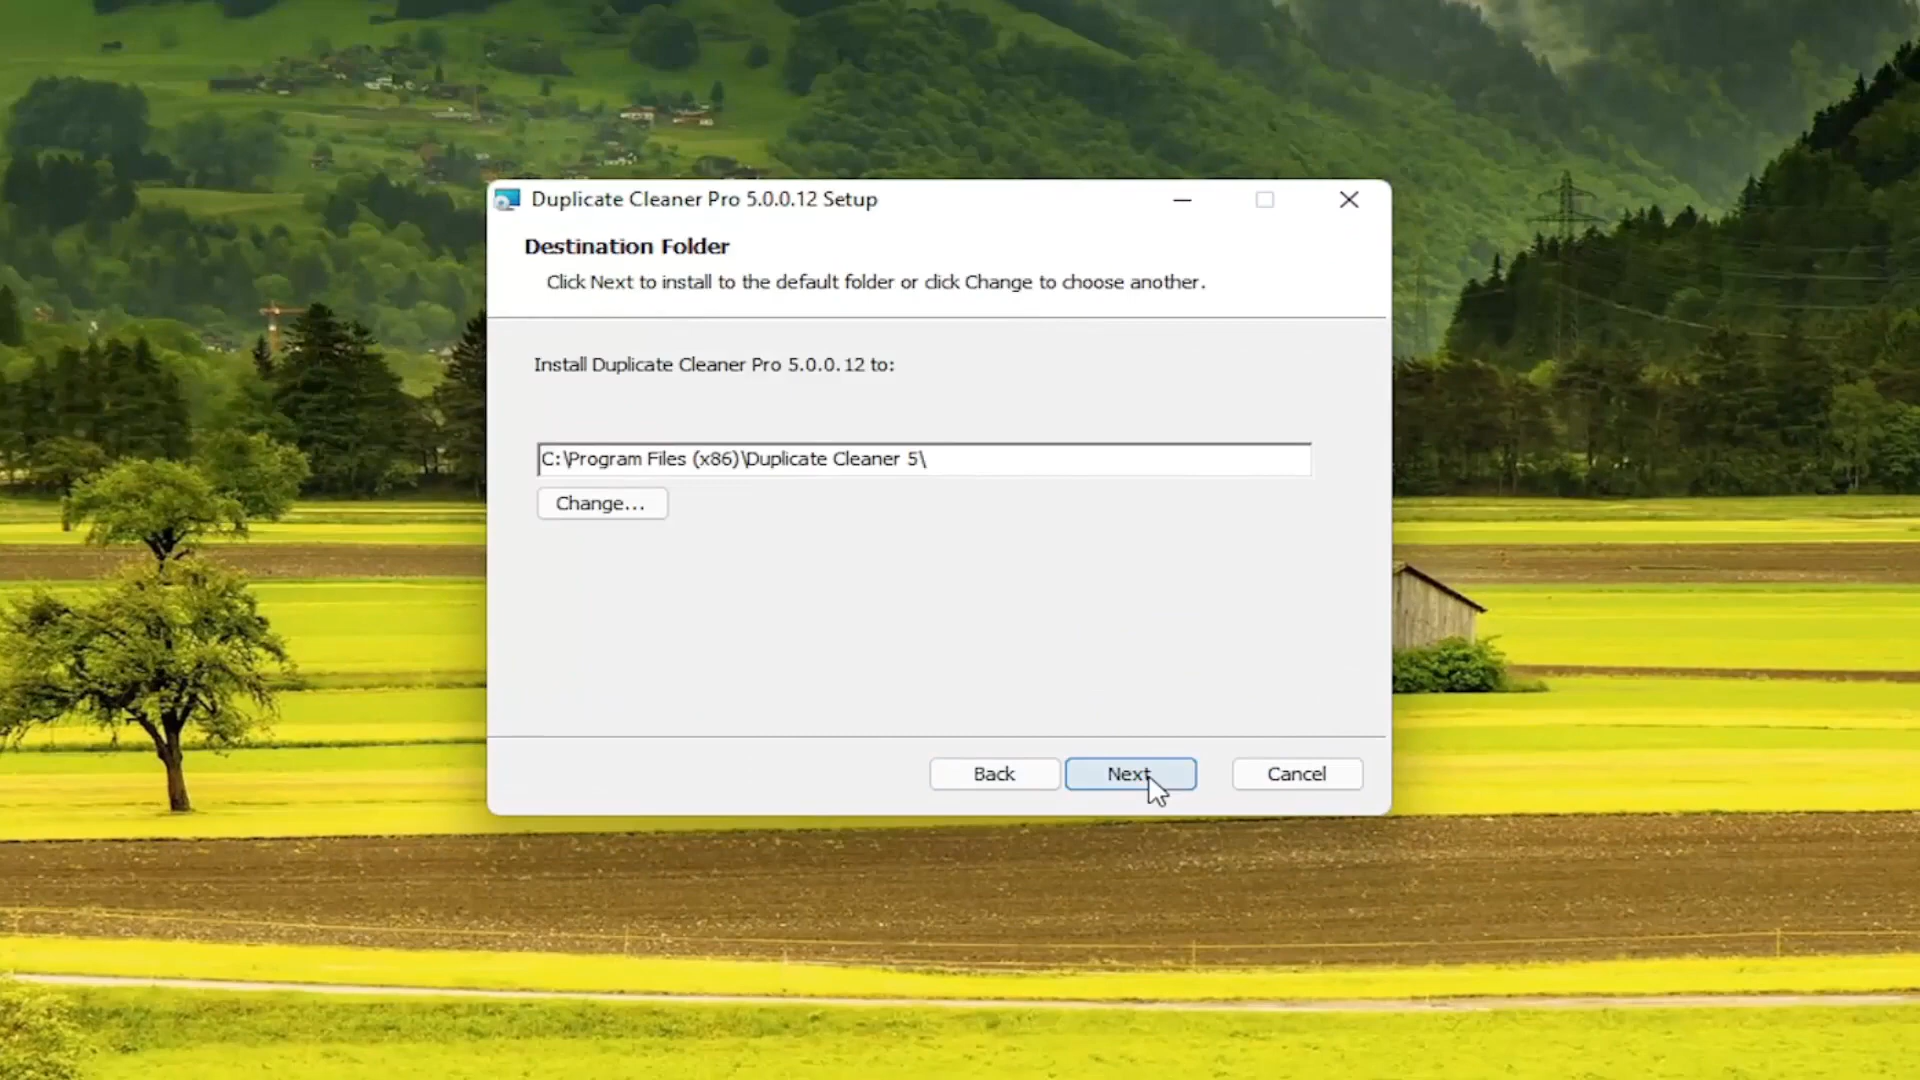 Duplicate Cleaner Pro 5.0.0.12 Setup
Destination Folder
Click Next to install to the default folder or click Change to choose another.
Install Duplicate Cleaner Pro 5.0.0.12 to:
C:\Program Files (x86)\Duplicate Cleaner 5\
Change...
Back Next Cancel